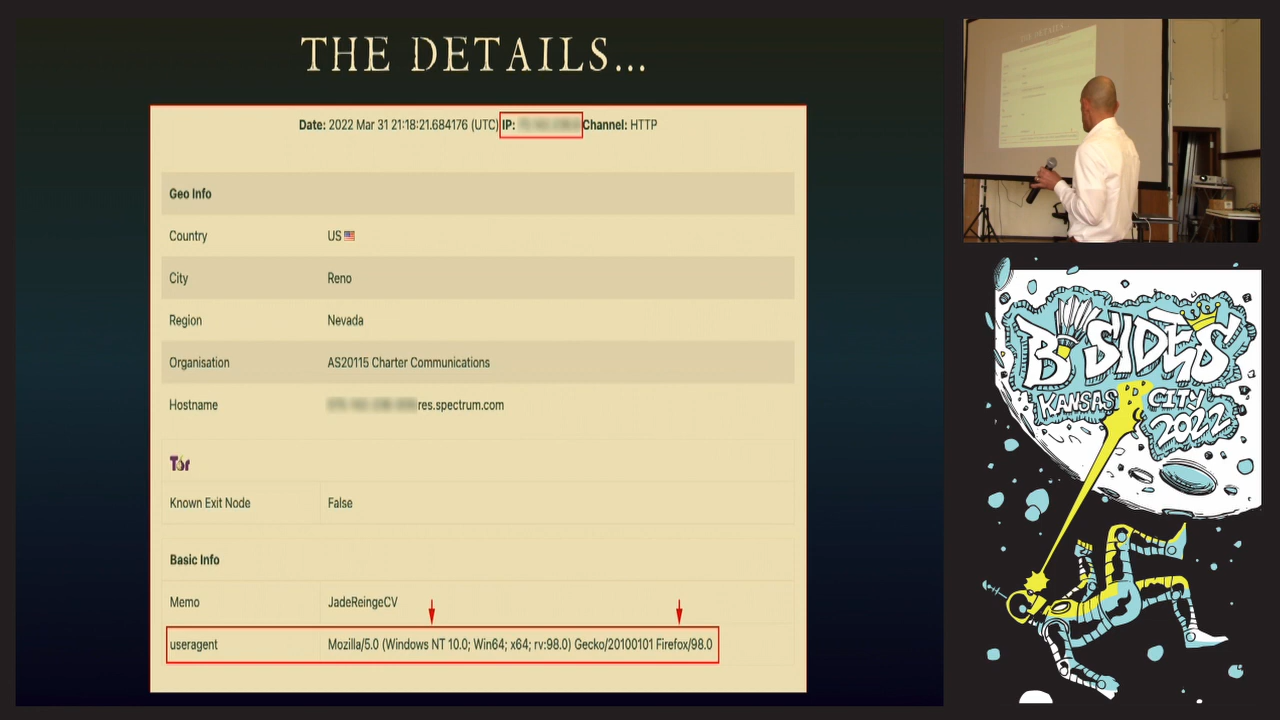 THE DETAILS...
Date: 2022 Mar 31 21:18:21.684176 (UTC) IP: Channel: HTTP
Geo Info
Country US
City Reno
Region Nevada
Organisation AS20115 Charter Communications
Hostname res.spectrum.com
Tor
Known Exit Node False
Basic Info
Memo JadeReingeCV
useragent Mozilla/5.0 (Windows NT 10.0; Win64; x64; rv:98.0) Gecko/20100101 Firefox/98.0
B SIDES
KANSAS CITY
2022